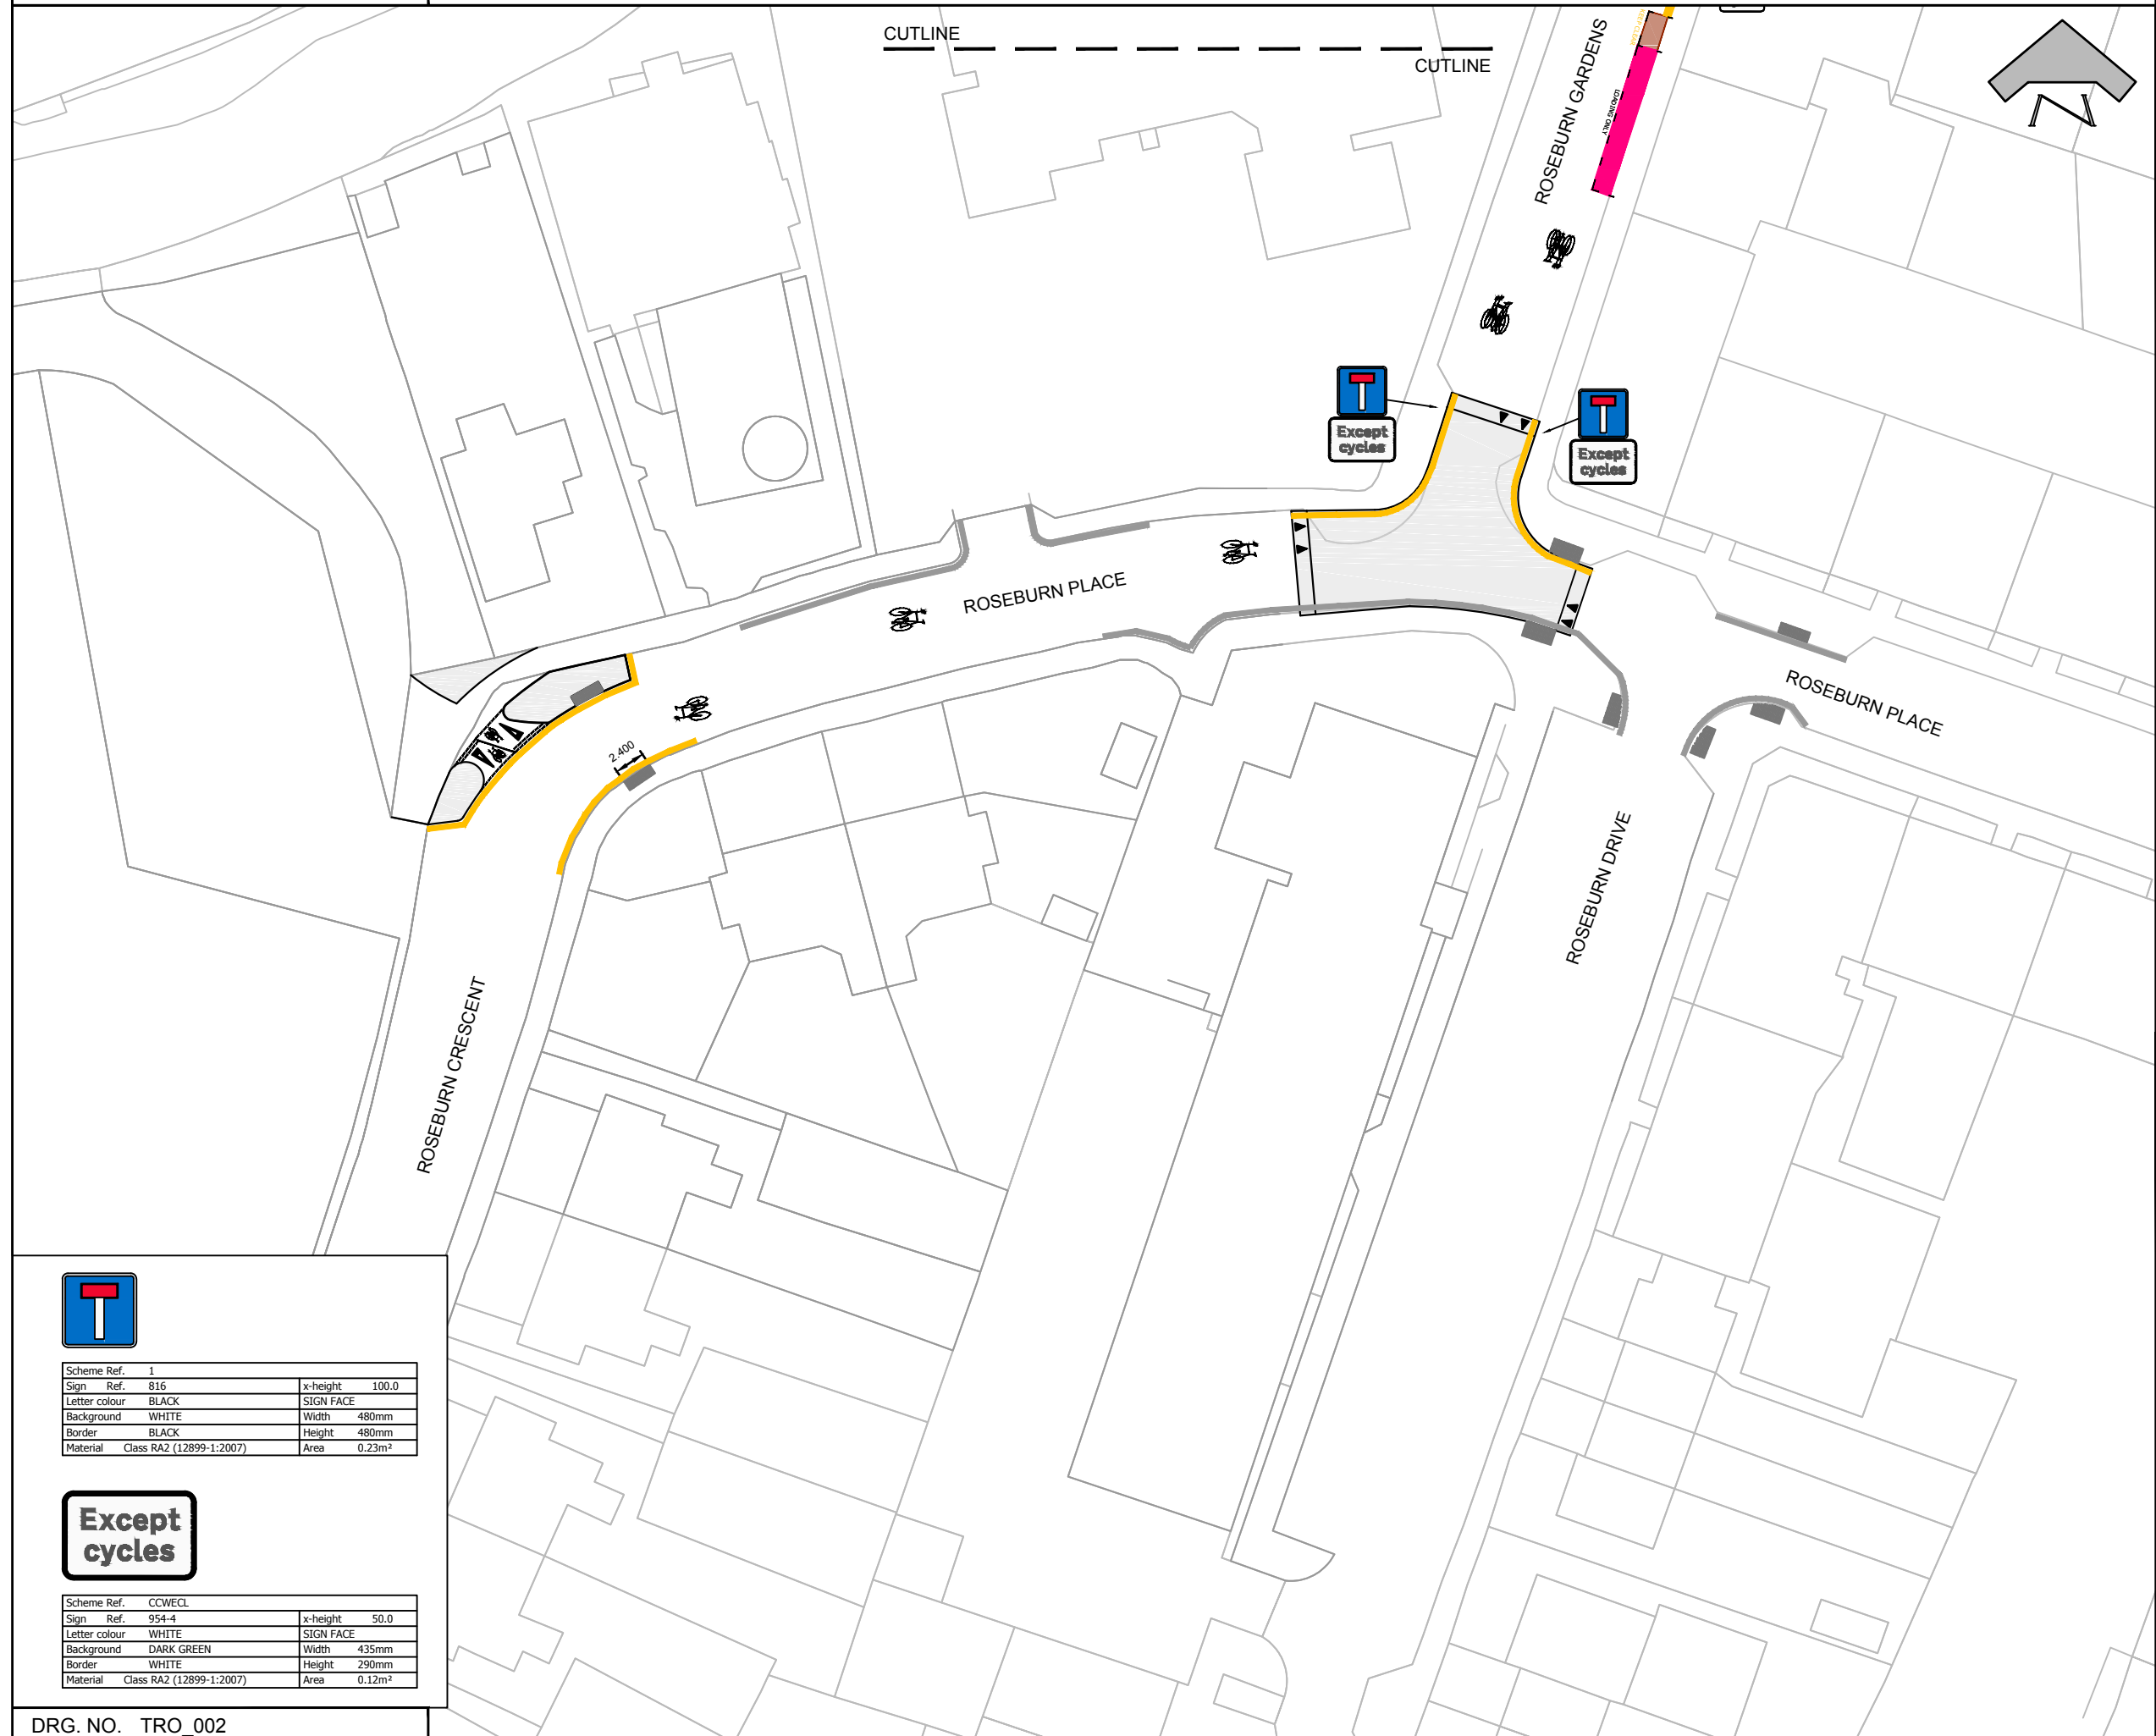 CUTLINE
CUTLINE
ROSEBURN GARDENS
KEEP CLEAR
LOADING ONLY
Except
cycles
Except
cycles
ROSEBURN PLACE
ROSEBURN PLACE
2.400
ROSEBURN DRIVE
ROSEBURN CRESCENT
Scheme Ref. 1
Sign Ref. 816 x-height 100.0
Letter colour BLACK SIGN FACE
Background WHITE Width 480mm
Border BLACK Height 480mm
Material Class RA2 (12899-1:2007) Area 0.23m²
Except
cycles
Scheme Ref. CCWECL
Sign Ref. 954-4 x-height 50.0
Letter colour WHITE SIGN FACE
Background DARK GREEN Width 435mm
Border WHITE Height 290mm
Material Class RA2 (12899-1:2007) Area 0.12m²
DRG. NO. TRO_002